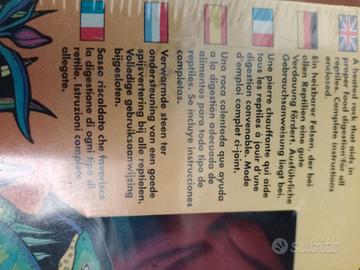 A heated rock than aids in
proper food digestion for all
reptiles. Complete instructions
enclosed.
Ein heizbarer Felsen, der bei
allen Reptilien eine gute
Verdauung fördert. Ausführliche
Gebrauchsanweisung liegt bei.
Une pierre chauffante qui aide
tous les reptiles à jouir d'une
digestion convenable. Mode
d'emploi complet ci-joint.
Una roca calentada que ayuda
a la digestión adecuada de
alimentos para todo tipo de
reptiles. Se incluye instrucciones
completas.
Verwarmde steen ter
ondersteuning van een goede
spijsvertering bij alle reptielen.
Volledige gebruiksaanwijzing
bijgesloten.
Sasso riscaldato che favorisce
la digestione di ogni tipo di
rettile. Istruzioni complete
allegate.
subito